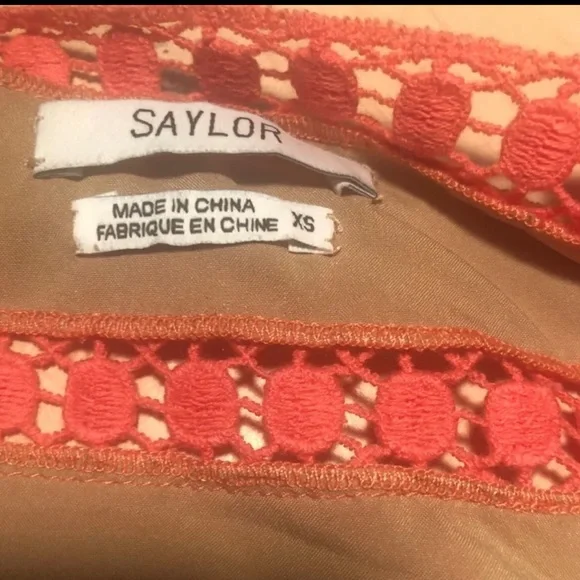 SAYLOR
MADE IN CHINA
FABRIQUE EN CHINE XS